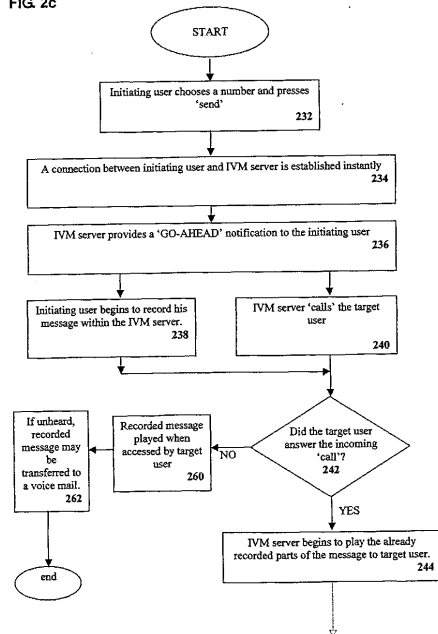 FIG. 2c
START
Initiating user chooses a number and presses
'send'
232
A connection between initiating user and IVM server is established instantly
234
IVM server provides a 'GO-AHEAD' notification to the initiating user
236
Initiating user begins to record his
message within the IVM server.
238
IVM server 'calls' the target
user
240
Did the target user
answer the incoming
'call'?
242
NO
Recorded message
played when
accessed by target
user
260
If unheard,
recorded
message may
be
transferred to
a voice mail.
262
end
YES
IVM server begins to play the already
recorded parts of the message to target user.
244